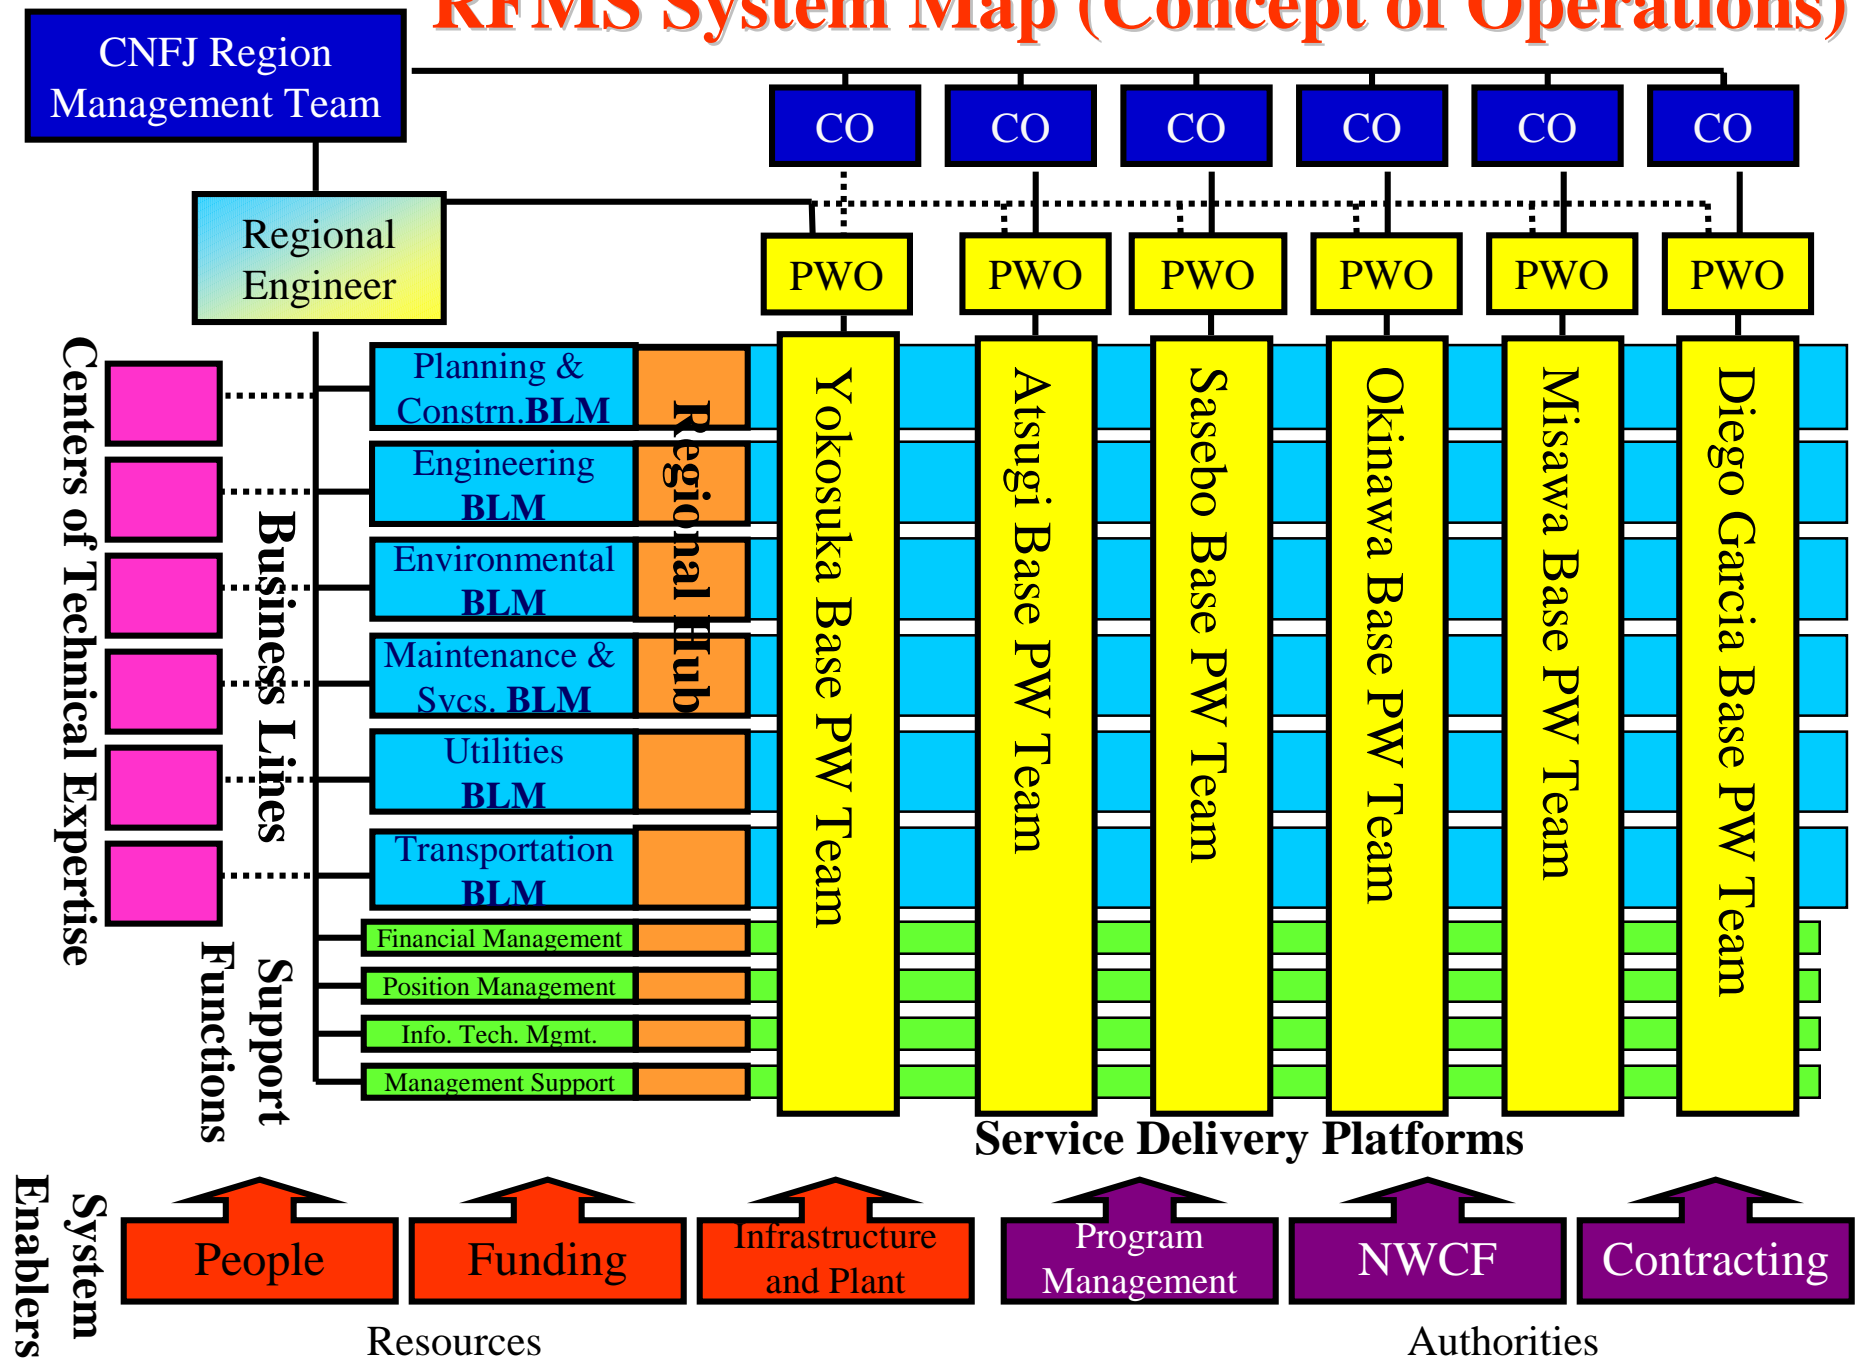 RFMS System Map (Concept of Operations)
CNFJ Region
Management Team
CO
CO
CO
CO
CO
CO
Regional
Engineer
PWO
PWO
PWO
PWO
PWO
PWO
Centers of Technical Expertise
Business Lines
Support
Functions
Planning &
Constrn.BLM
Engineering
BLM
Environmental
BLM
Maintenance &
Svcs. BLM
Utilities
BLM
Transportation
BLM
Financial Management
Position Management
Info. Tech. Mgmt.
Management Support
Regional Hub
Yokosuka Base PW Team
Atsugi Base PW Team
Sasebo Base PW Team
Okinawa Base PW Team
Misawa Base PW Team
Diego Garcia Base PW Team
Service Delivery Platforms
System
Enablers
People
Funding
Infrastructure
and Plant
Program
Management
NWCF
Contracting
Resources
Authorities